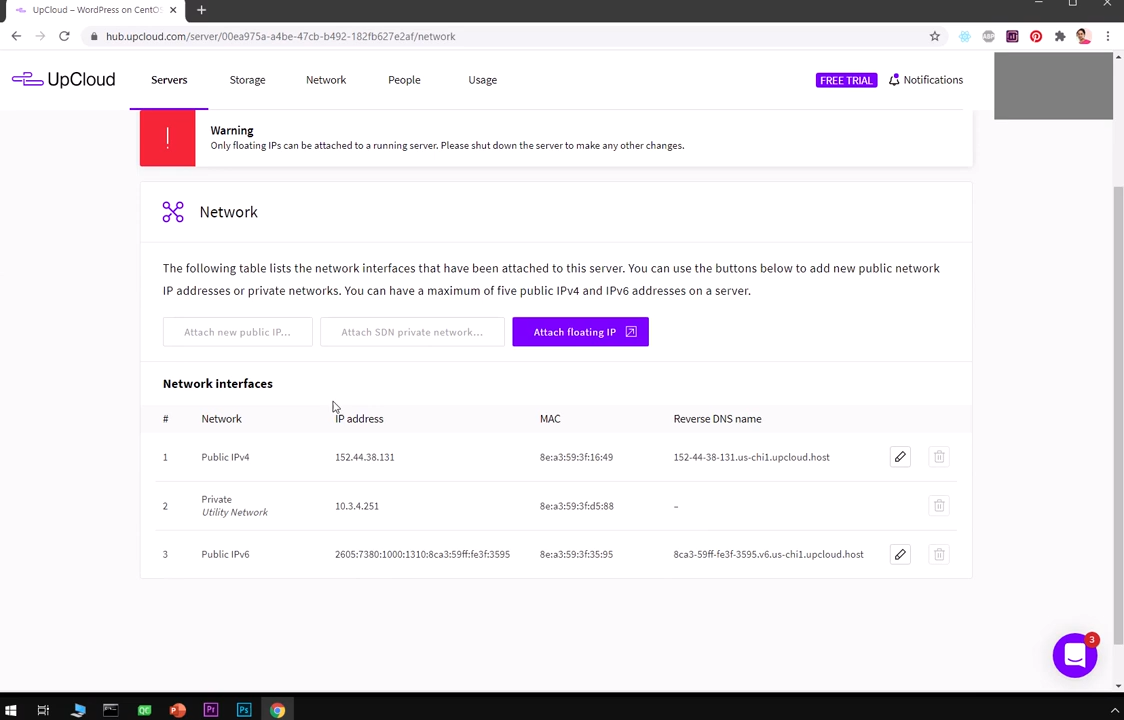 UpCloud – WordPress on CentOS
hub.upcloud.com/server/00ea975a-a4be-47cb-b492-182fb627e2af/network
ABP
UpCloud
Servers
Storage
Network
People
Usage
FREE TRIAL
Notifications
!
Warning
Only floating IPs can be attached to a running server. Please shut down the server to make any other changes.
Network
The following table lists the network interfaces that have been attached to this server. You can use the buttons below to add new public network
IP addresses or private networks. You can have a maximum of five public IPv4 and IPv6 addresses on a server.
Attach new public IP...
Attach SDN private network...
Attach floating IP
Network interfaces
# Network IP address MAC Reverse DNS name
1 Public IPv4 152.44.38.131 8e:a3:59:3f:16:49 152-44-38-131.us-chi1.upcloud.host
2 Private Utility Network 10.3.4.251 8e:a3:59:3f:d5:88 –
3 Public IPv6 2605:7380:1000:1310:8ca3:59ff:fe3f:3595 8e:a3:59:3f:35:95 8ca3-59ff-fe3f-3595.v6.us-chi1.upcloud.host
3
QC
Pr
Ps